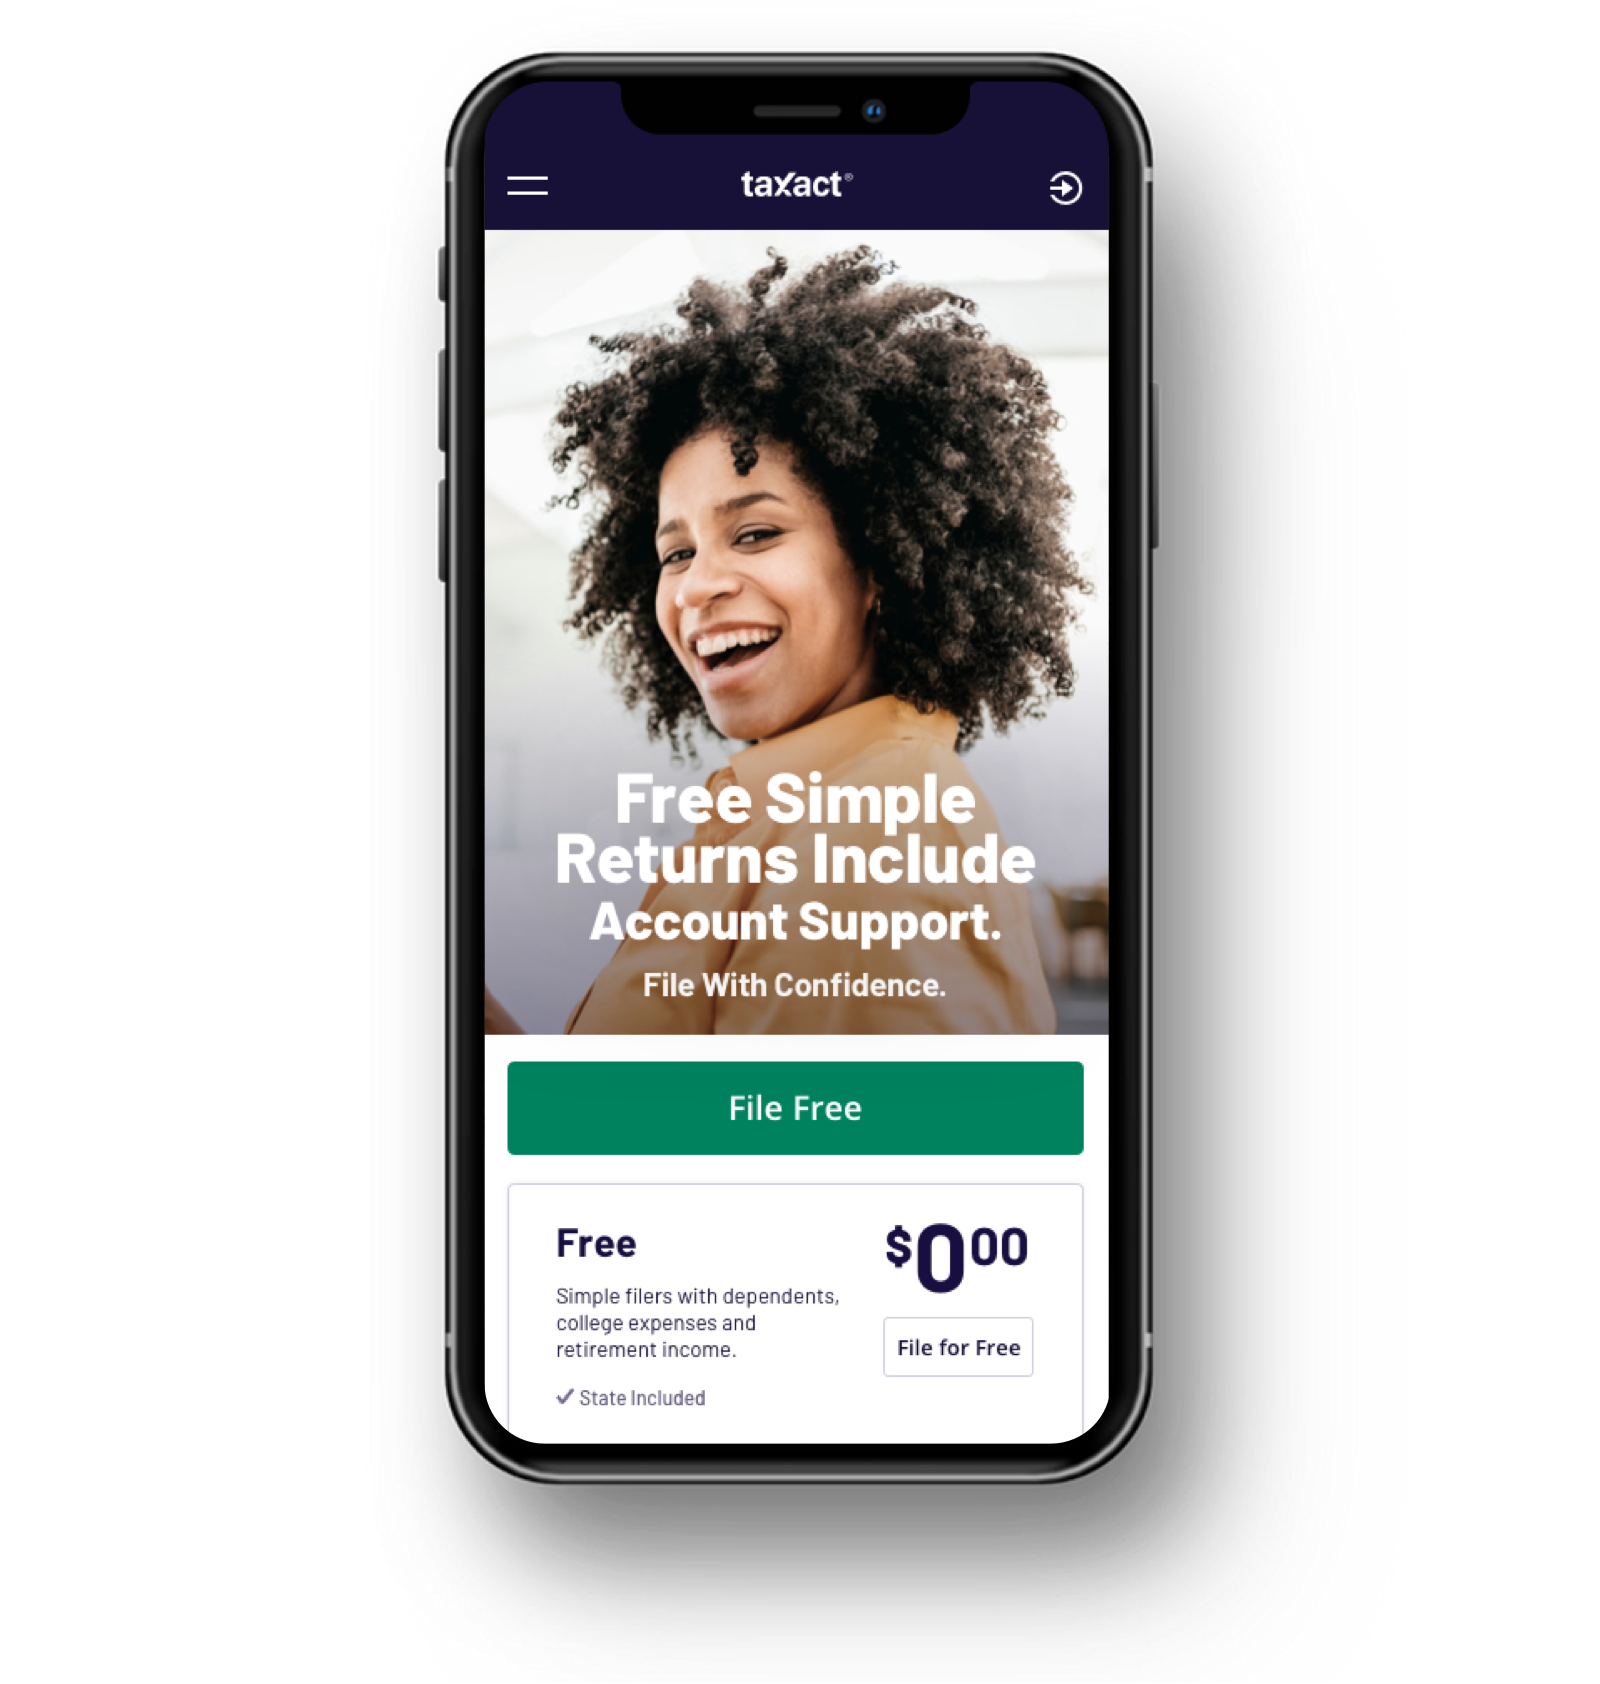 taxact®
Free Simple
Returns Include
Account Support.
File With Confidence.
File Free
Free
$0 00
Simple filers with dependents,
college expenses and
retirement income.
File for Free
✓ State Included